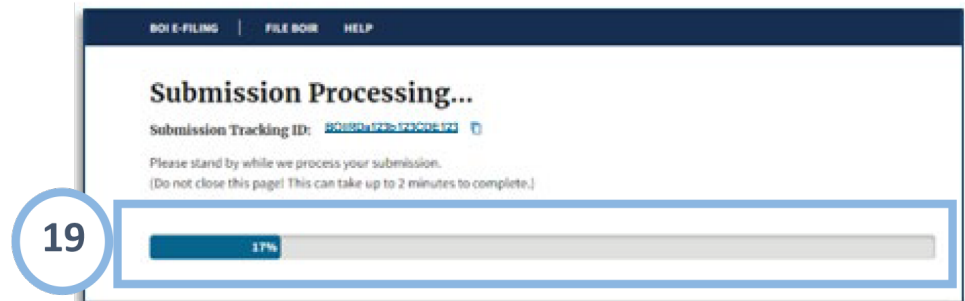 BOI E-FILING | FILE BOIR HELP
Submission Processing...
Submission Tracking ID:
Please stand by while we process your submission.
(Do not close this page! This can take up to 2 minutes to complete.)
19
17%